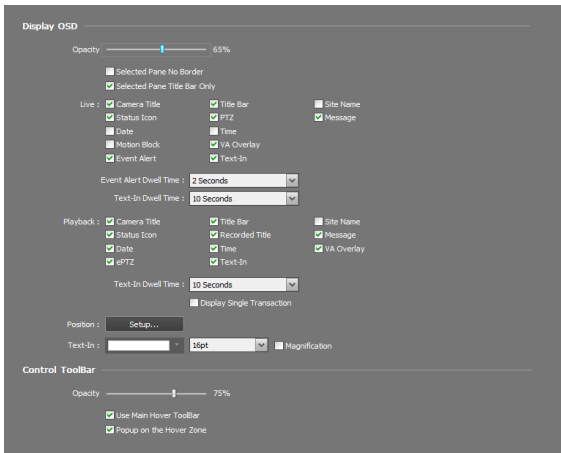 Display OSD
Opacity 65%
Selected Pane No Border
Selected Pane Title Bar Only
Live : Camera Title Title Bar Site Name
Status Icon PTZ Message
Date Time
Motion Block VA Overlay
Event Alert Text-In
Event Alert Dwell Time : 2 Seconds
Text-In Dwell Time : 10 Seconds
Playback : Camera Title Title Bar Site Name
Status Icon Recorded Title Message
Date Time VA Overlay
ePTZ Text-In
Text-In Dwell Time : 10 Seconds
Display Single Transaction
Position : Setup...
Text-In : 16pt Magnification
Control ToolBar
Opacity 75%
Use Main Hover ToolBar
Popup on the Hover Zone